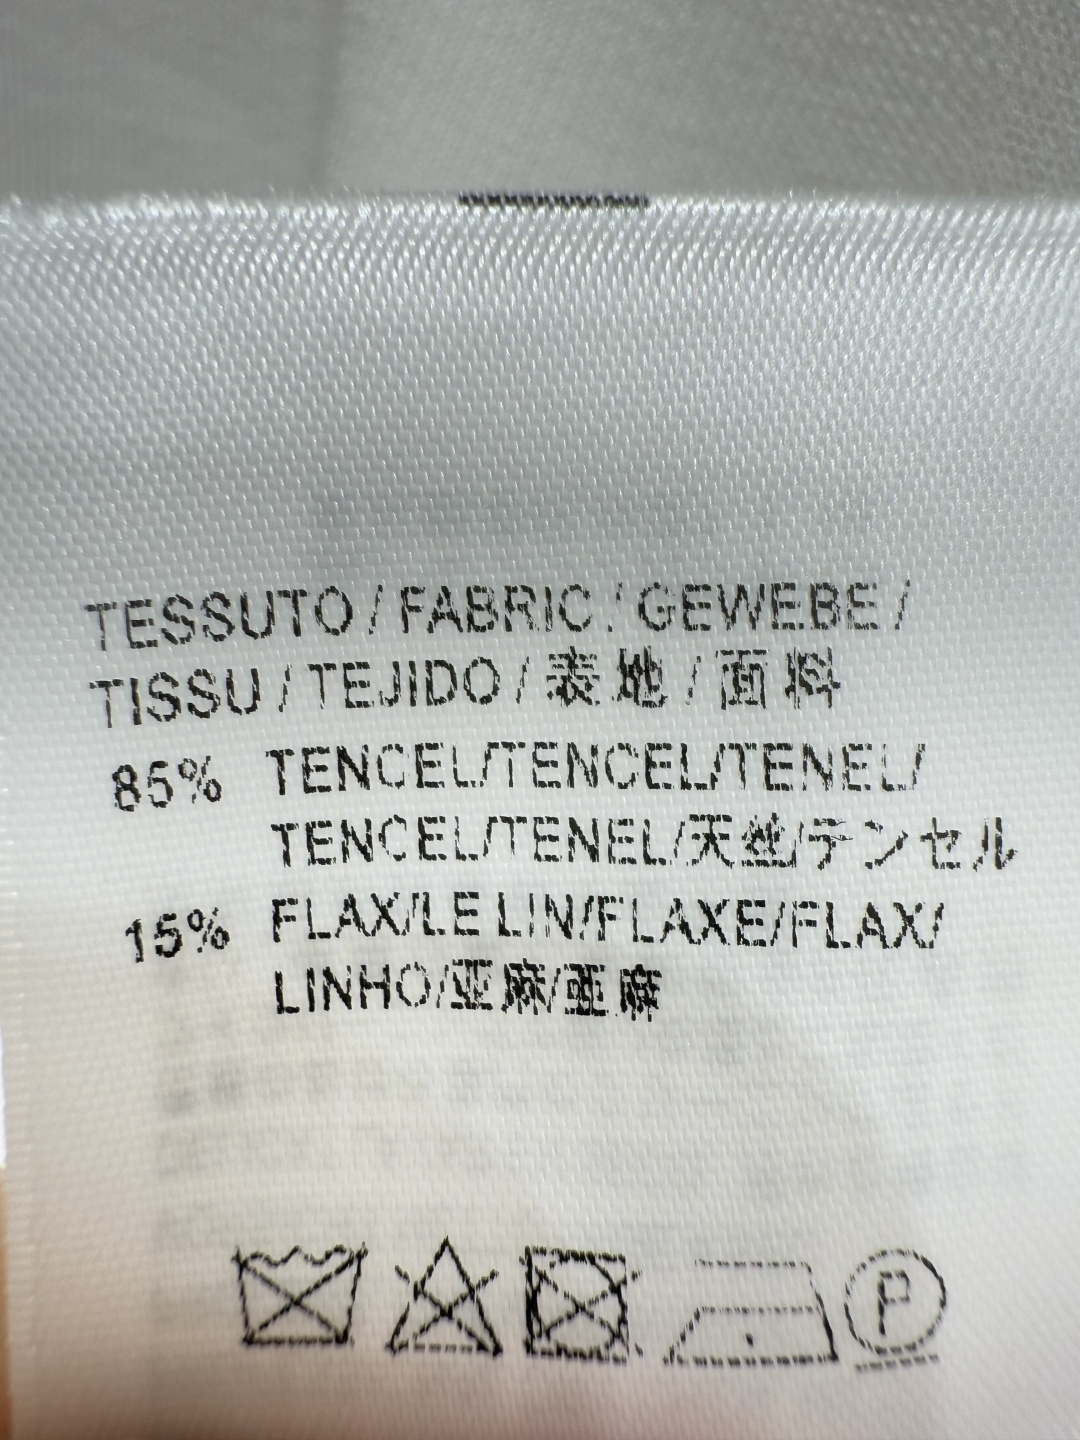 TESSUTO / FABRIC / GEWEBE /
TISSU / TEJIDO / 表地 / 面料
85% TENCEL/TENCEL/TENEL/
TENCEL/TENEL/天丝/テンセル
15% FLAX/LE LIN/FLAXE/FLAX/
LINHO/亚麻/亜麻
P